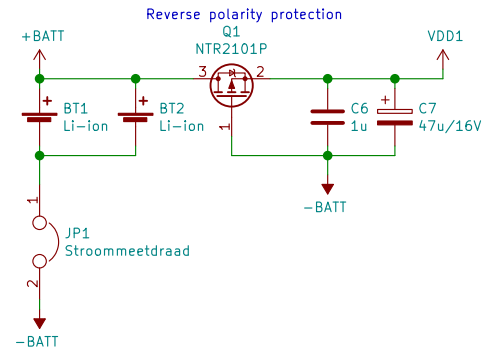 Reverse polarity protection
+BATT
Q1
NTR2101P
VDD1
3
2
BT1
Li-ion
BT2
Li-ion
1
C6
1u
C7
47u/16V
-BATT
1
JP1
Stroommeetdraad
2
-BATT